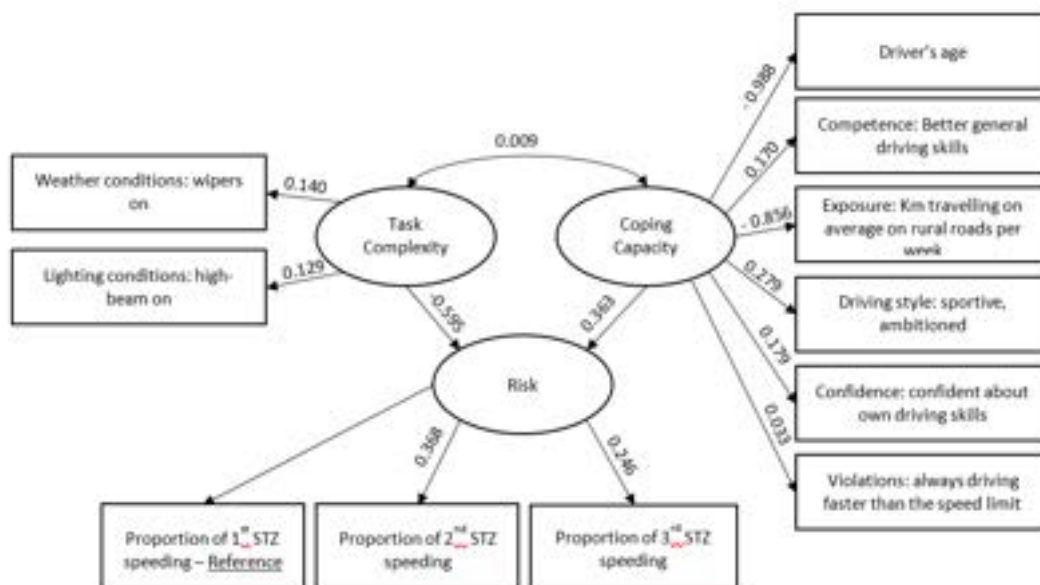 Driver's age
- 0.988
Competence: Better general
driving skills
0.170
0.009
Weather conditions: wipers
on
0.140
Task
Complexity
Coping
Capacity
- 0.856
Exposure: Km travelling on
average on rural roads per
week
Lighting conditions: high-
beam on
0.129
0.279
Driving style: sportive,
ambitioned
-0.595
0.363
0.179
Risk
Confidence: confident about
own driving skills
0.033
0.368
0.246
Violations: always driving
faster than the speed limit
Proportion of 1st STZ
speeding – Reference
Proportion of 2nd STZ
speeding
Proportion of 3rd STZ
speeding